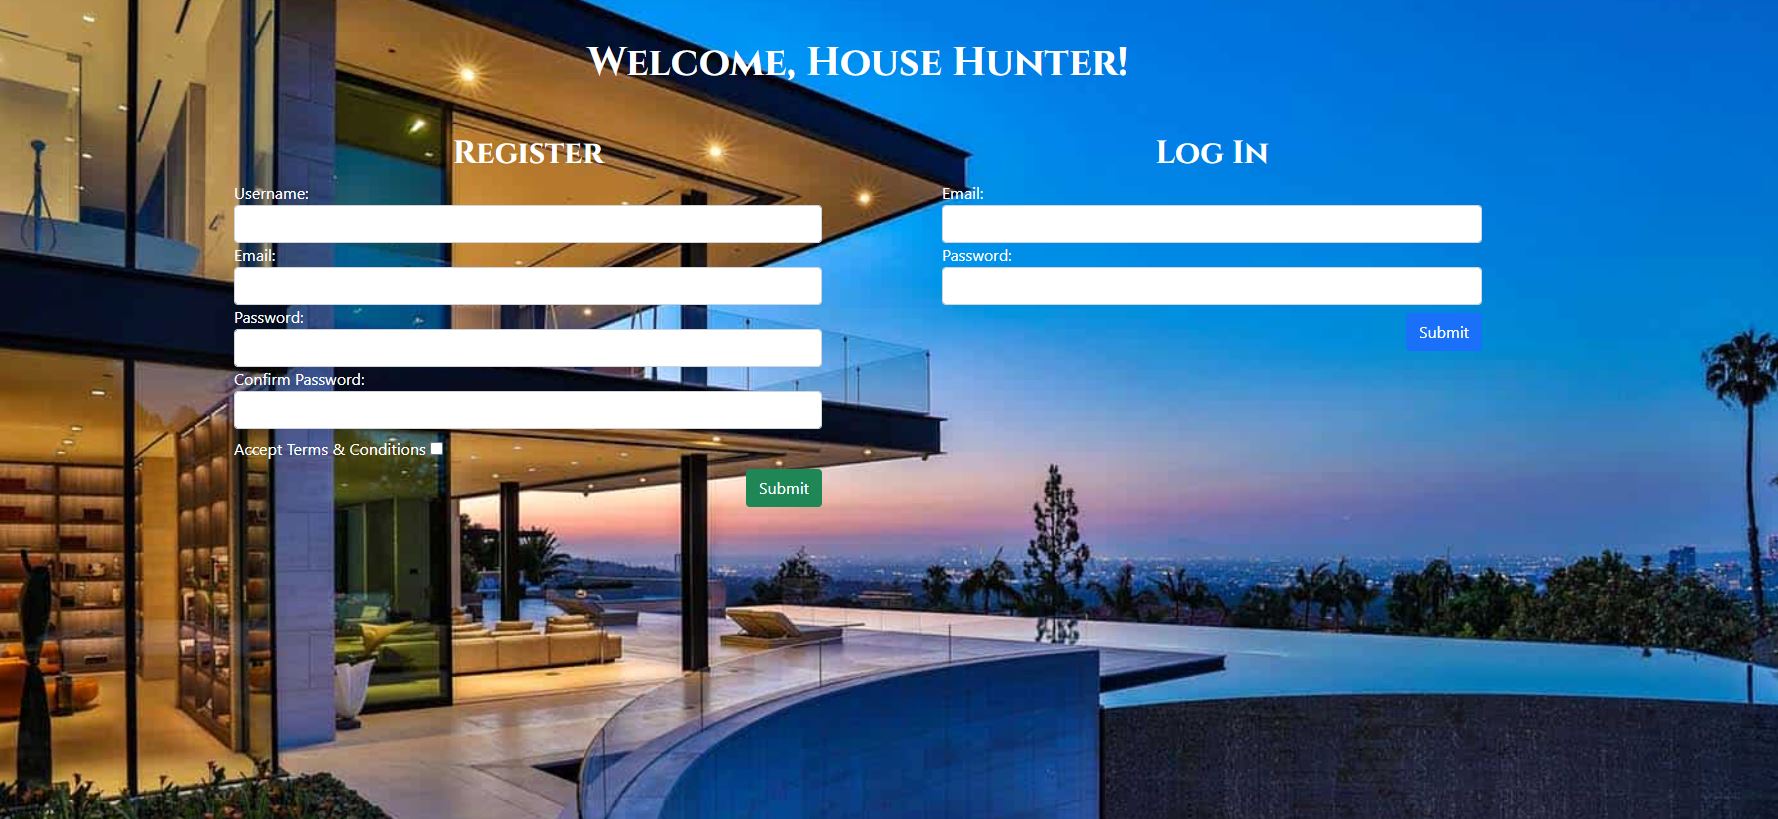 Welcome, House Hunter!
Register
Username:
Email:
Password:
Confirm Password:
Accept Terms & Conditions
Submit
Log In
Email:
Password:
Submit